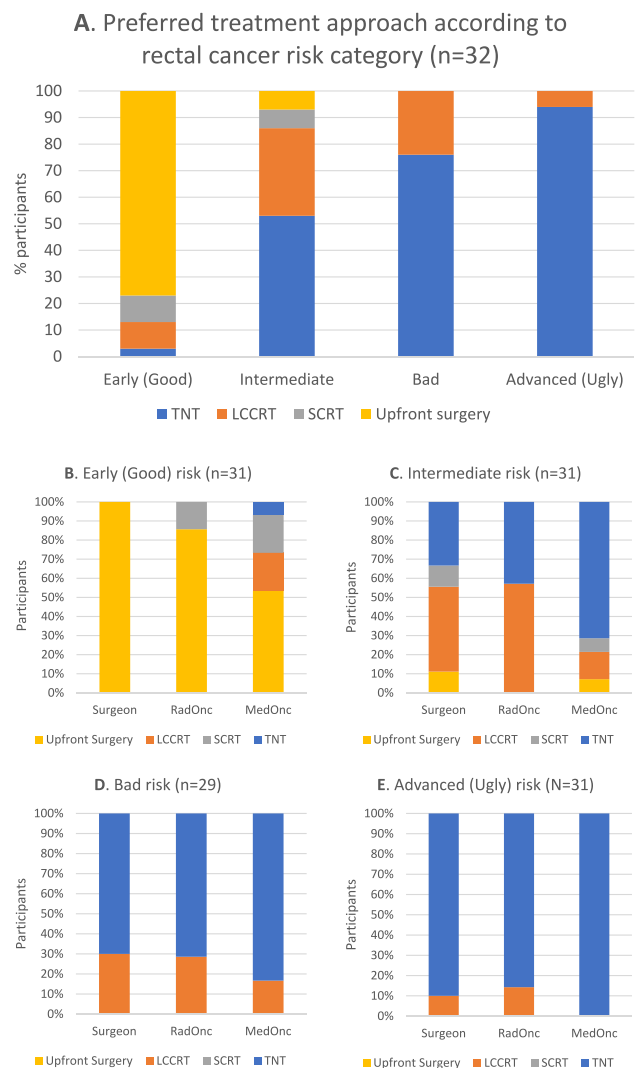 A. Preferred treatment approach according to
rectal cancer risk category (n=32)
% participants
100
90
80
70
60
50
40
30
20
10
0
Early (Good) Intermediate Bad Advanced (Ugly)
TNT LCCRT SCRT Upfront surgery
B. Early (Good) risk (n=31)
Participants
100%
90%
80%
70%
60%
50%
40%
30%
20%
10%
0%
Surgeon RadOnc MedOnc
Upfront Surgery LCCRT SCRT TNT
C. Intermediate risk (n=31)
Participants
100%
90%
80%
70%
60%
50%
40%
30%
20%
10%
0%
Surgeon RadOnc MedOnc
Upfront Surgery LCCRT SCRT TNT
D. Bad risk (n=29)
Participants
100%
90%
80%
70%
60%
50%
40%
30%
20%
10%
0%
Surgeon RadOnc MedOnc
Upfront Surgery LCCRT SCRT TNT
E. Advanced (Ugly) risk (N=31)
Participants
100%
90%
80%
70%
60%
50%
40%
30%
20%
10%
0%
Surgeon RadOnc MedOnc
Upfront Surgery LCCRT SCRT TNT